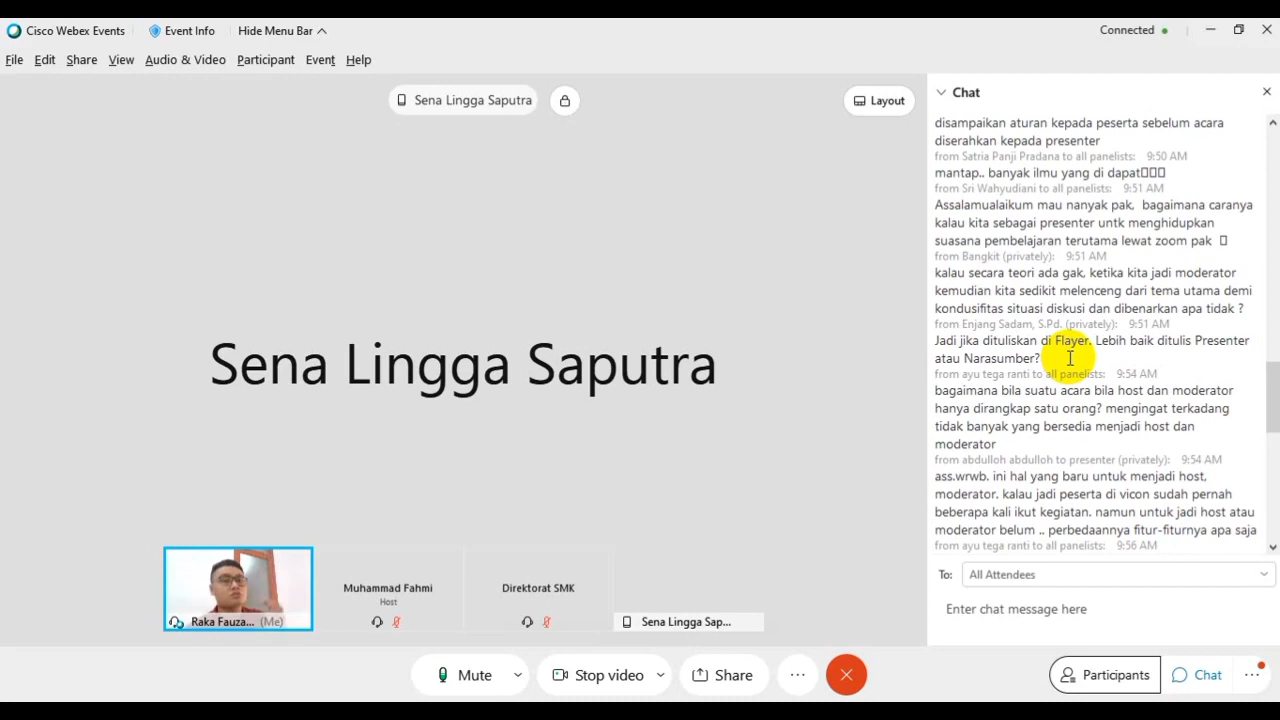 Cisco Webex Events
Event Info
Hide Menu Bar
Connected
File Edit Share View Audio & Video Participant Event Help
Sena Lingga Saputra
Layout
Sena Lingga Saputra
Raka Fauza... (Me)
Muhammad Fahmi
Host
Direktorat SMK
Sena Lingga Sap...
Chat
disampaikan aturan kepada peserta sebelum acara
diserahkan kepada presenter
from Satria Panji Pradana to all panelists: 9:50 AM
mantap.. banyak ilmu yang di dapat
from Sri Wahyudiani to all panelists: 9:51 AM
Assalamualaikum mau nanyak pak, bagaimana caranya
kalau kita sebagai presenter untk menghidupkan
suasana pembelajaran terutama lewat zoom pak
from Bangkit (privately): 9:51 AM
kalau secara teori ada gak, ketika kita jadi moderator
kemudian kita sedikit melenceng dari tema utama demi
kondusifitas situasi diskusi dan dibenarkan apa tidak ?
from Enjang Sadam, S.Pd. (privately): 9:51 AM
Jadi jika dituliskan di Flayer. Lebih baik ditulis Presenter
atau Narasumber?
from ayu tega ranti to all panelists: 9:54 AM
bagaimana bila suatu acara bila host dan moderator
hanya dirangkap satu orang? mengingat terkadang
tidak banyak yang bersedia menjadi host dan
moderator
from abdulloh abdulloh to presenter (privately): 9:54 AM
ass.wrwb. ini hal yang baru untuk menjadi host,
moderator. kalau jadi peserta di vicon sudah pernah
beberapa kali ikut kegiatan. namun untuk jadi host atau
moderator belum .. perbedaannya fitur-fiturnya apa saja
from ayu tega ranti to all panelists: 9:56 AM
To: All Attendees
Enter chat message here
Mute
Stop video
Share
Participants
Chat